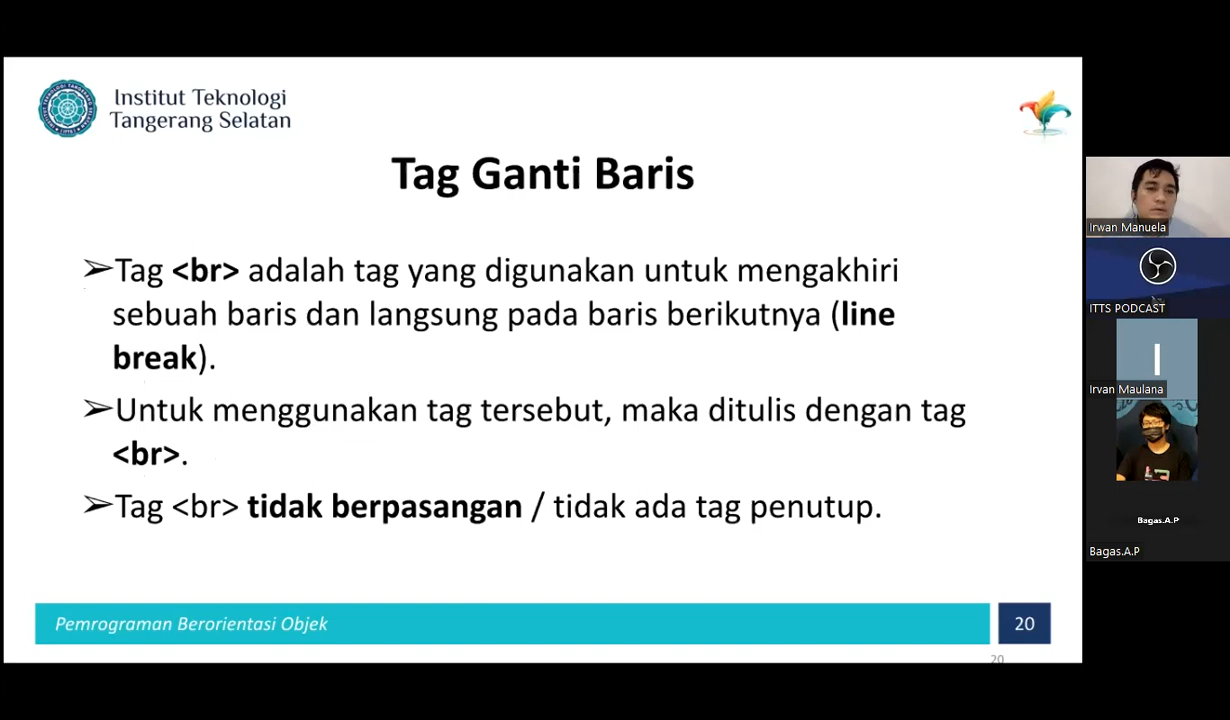 Institut Teknologi
Tangerang Selatan
Tag Ganti Baris
➢Tag <br> adalah tag yang digunakan untuk mengakhiri
sebuah baris dan langsung pada baris berikutnya (line
break).
➢Untuk menggunakan tag tersebut, maka ditulis dengan tag
<br>.
➢Tag <br> tidak berpasangan / tidak ada tag penutup.
Pemrograman Berorientasi Objek
20
20
Irwan Manuela
ITTS PODCAST
I
Irvan Maulana
Bagas.A.P
Bagas.A.P